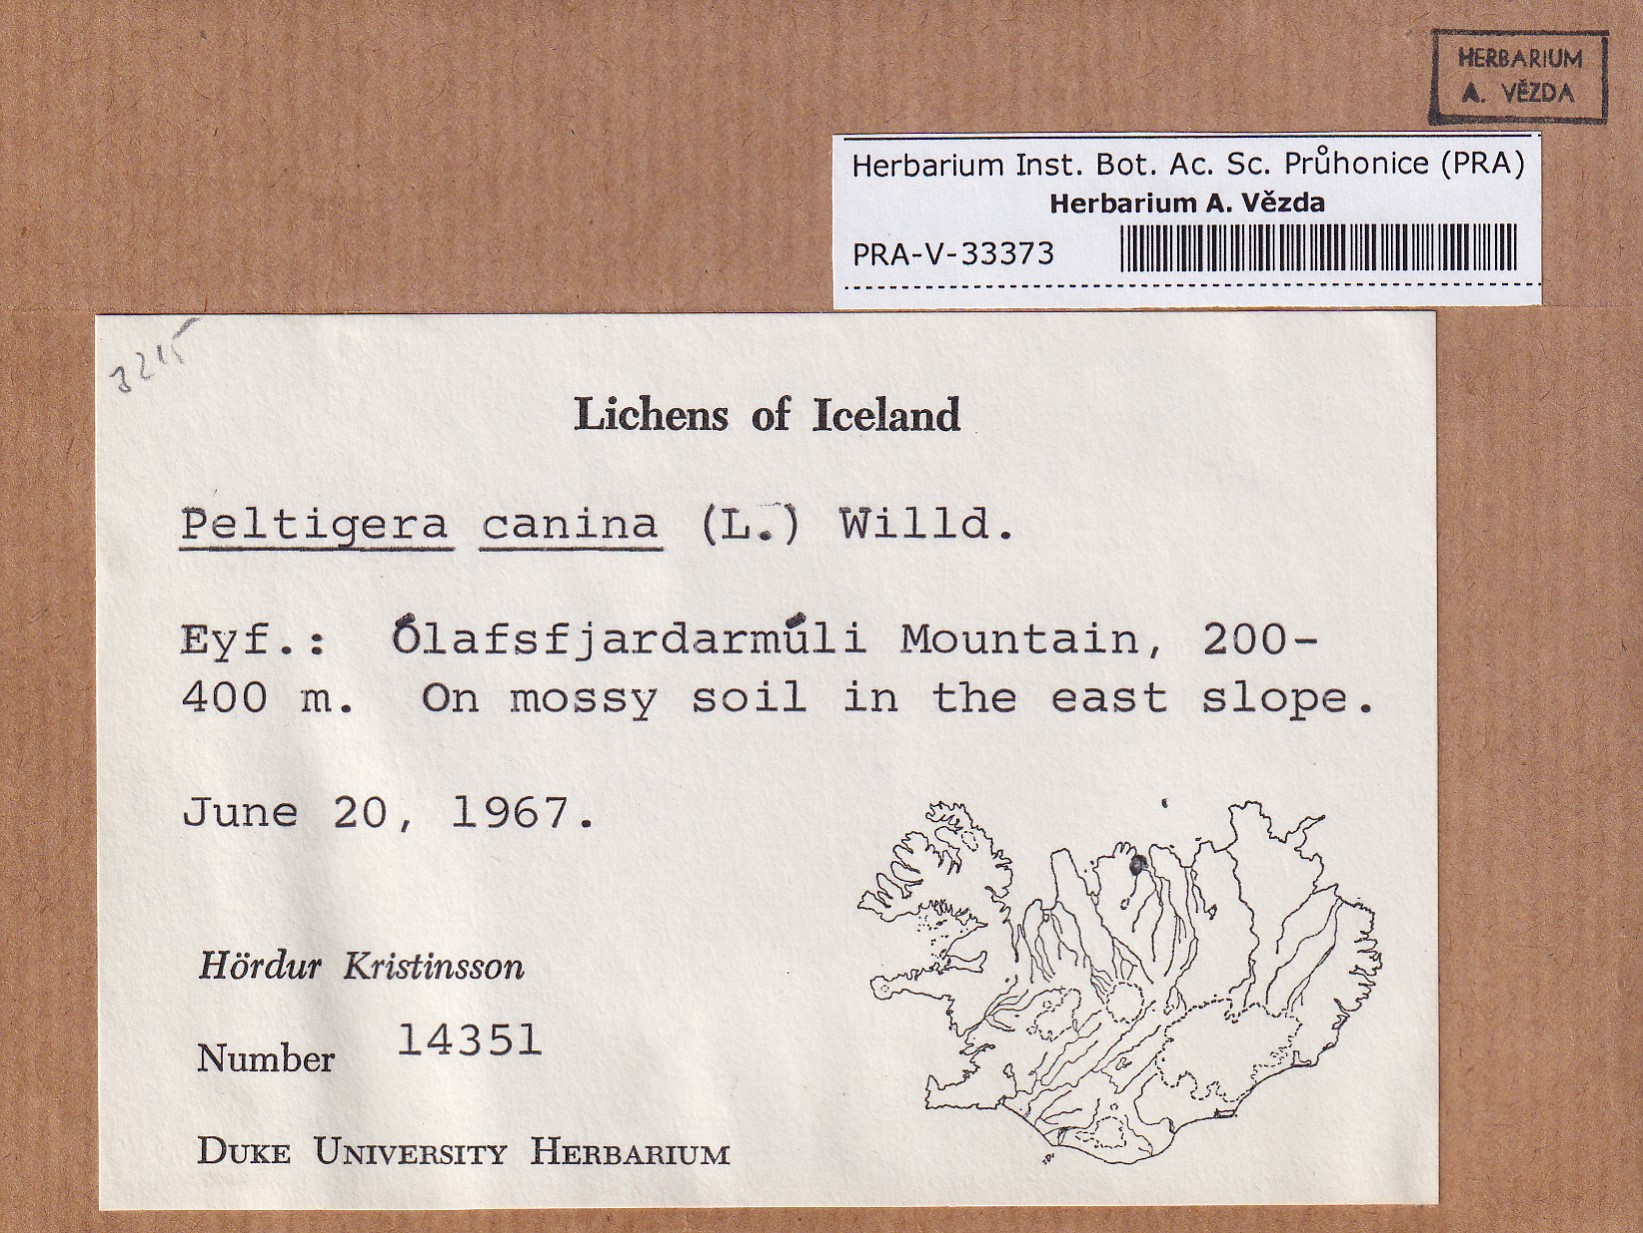 HERBARIUM
A. VĚZDA
Herbarium Inst. Bot. Ac. Sc. Průhonice (PRA)
Herbarium A. Vězda
PRA-V-33373
3215
Lichens of Iceland
Peltigera canina (L.) Willd.
Eyf.: Ólafsfjardarmúli Mountain, 200-
400 m. On mossy soil in the east slope.
June 20, 1967.
Hördur Kristinsson
Number 14351
DUKE UNIVERSITY HERBARIUM